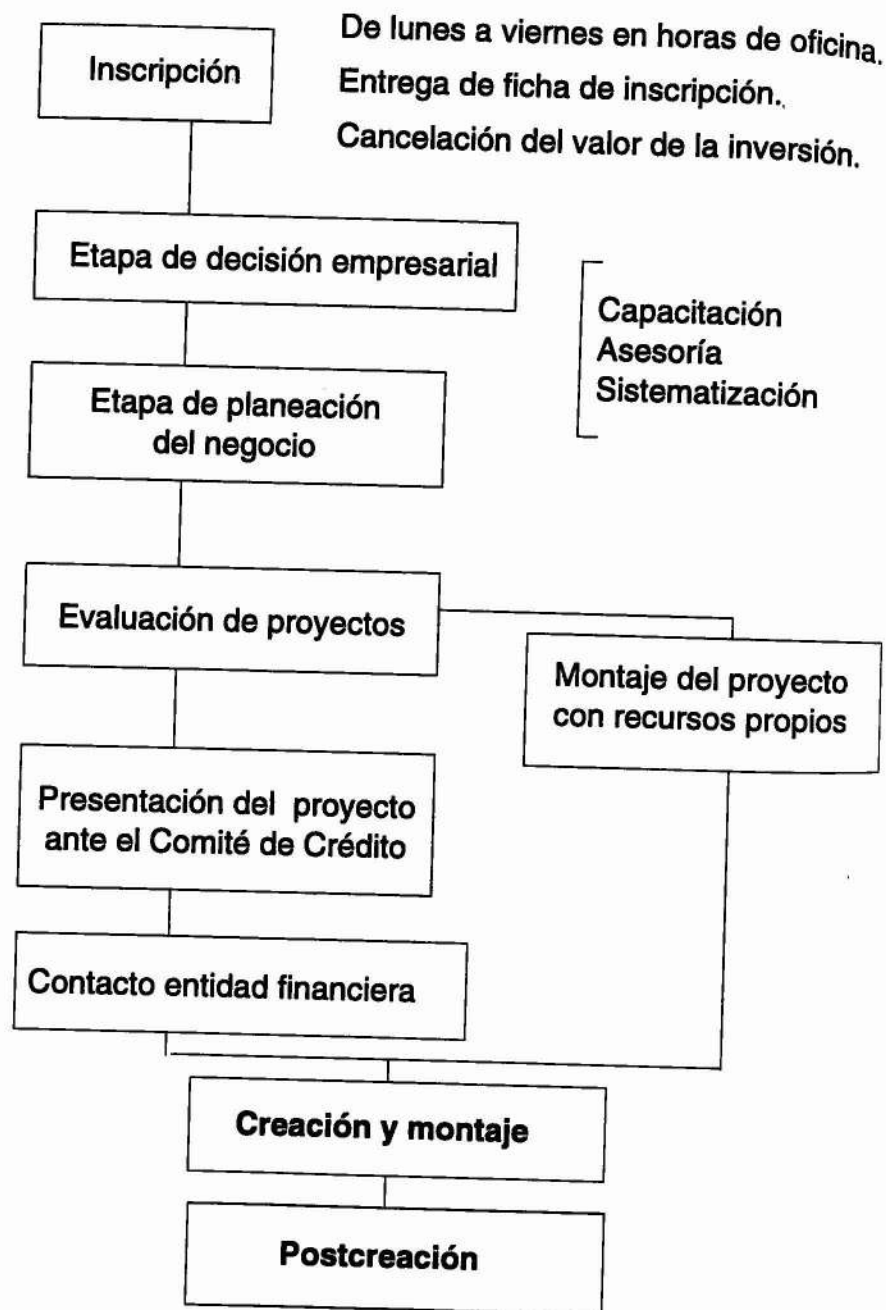 Inscripción
De lunes a viernes en horas de oficina.
Entrega de ficha de inscripción.
Cancelación del valor de la inversión.
Etapa de decisión empresarial
Capacitación
Asesoría
Sistematización
Etapa de planeación
del negocio
Evaluación de proyectos
Montaje del proyecto
con recursos propios
Presentación del proyecto
ante el Comité de Crédito
Contacto entidad financiera
Creación y montaje
Postcreación